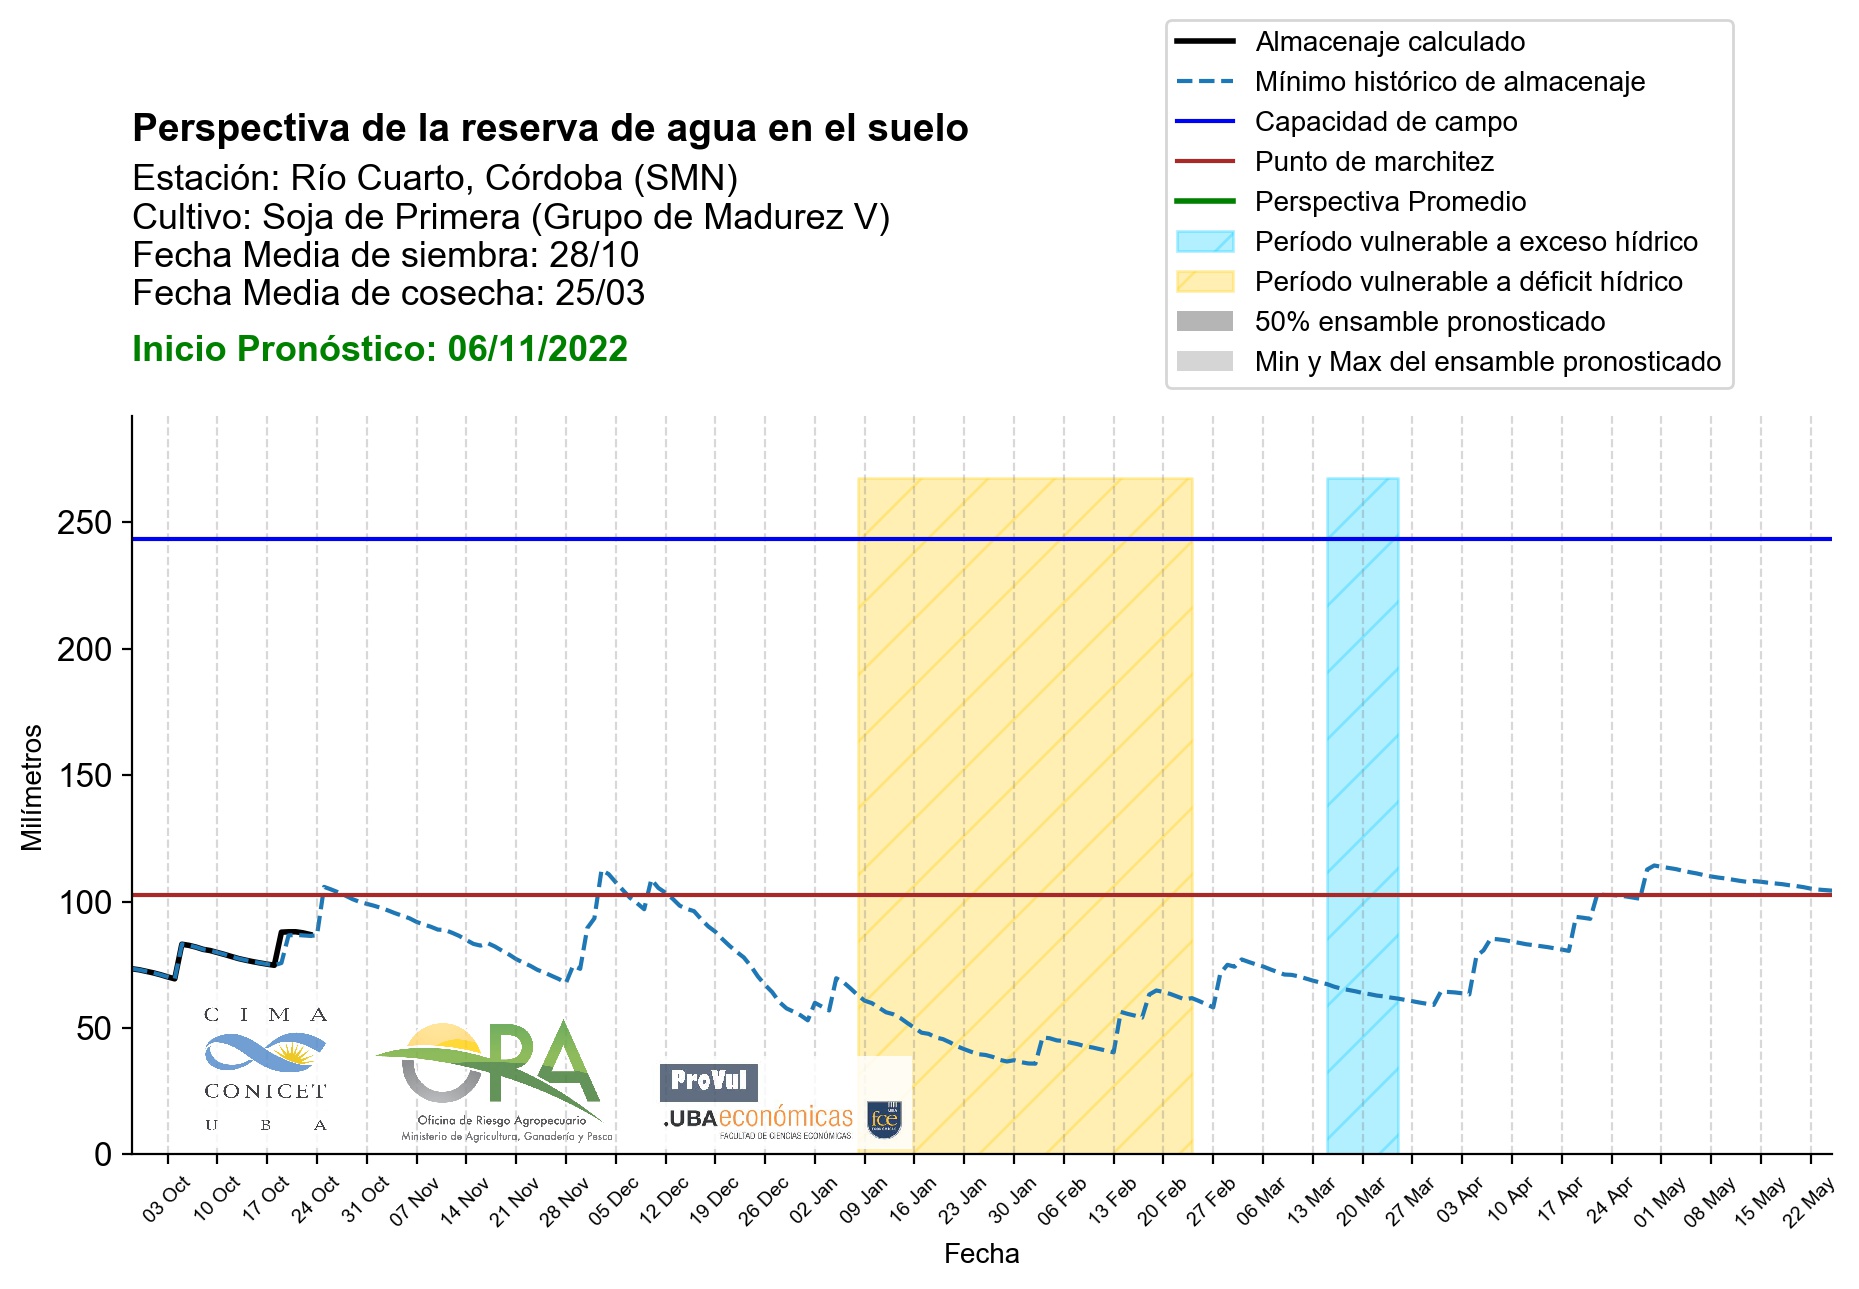 Almacenaje calculado
Mínimo histórico de almacenaje
Capacidad de campo
Punto de marchitez
Perspectiva Promedio
Período vulnerable a exceso hídrico
Período vulnerable a déficit hídrico
50% ensamble pronosticado
Min y Max del ensamble pronosticado
Perspectiva de la reserva de agua en el suelo
Estación: Río Cuarto, Córdoba (SMN)
Cultivo: Soja de Primera (Grupo de Madurez V)
Fecha Media de siembra: 28/10
Fecha Media de cosecha: 25/03
Inicio Pronóstico: 06/11/2022
Milímetros
250
200
150
100
50
0
C I M A
CONICET
U B A
ORA
Oficina de Riesgo Agropecuario
Ministerio de Agricultura, Ganadería y Pesca
ProVul
.UBAeconómicas
FACULTAD DE CIENCIAS ECONÓMICAS
UBA
fce
03 Oct
10 Oct
17 Oct
24 Oct
31 Oct
07 Nov
14 Nov
21 Nov
28 Nov
05 Dec
12 Dec
19 Dec
26 Dec
02 Jan
09 Jan
16 Jan
23 Jan
30 Jan
06 Feb
13 Feb
20 Feb
27 Feb
06 Mar
13 Mar
20 Mar
27 Mar
03 Apr
10 Apr
17 Apr
24 Apr
01 May
08 May
15 May
22 May
Fecha